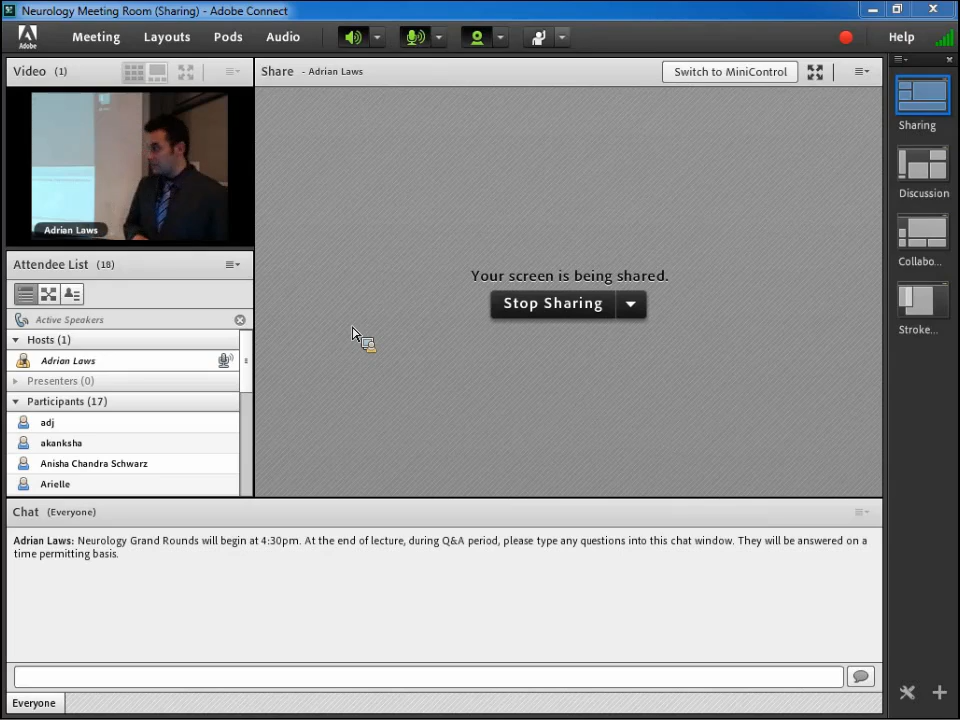 Neurology Meeting Room (Sharing) - Adobe Connect
Adobe
Meeting
Layouts
Pods
Audio
Help
Video (1)
Adrian Laws
Share - Adrian Laws
Switch to MiniControl
Your screen is being shared.
Stop Sharing
Sharing
Discussion
Collabo...
Stroke...
Attendee List (18)
Active Speakers
Hosts (1)
Adrian Laws
Presenters (0)
Participants (17)
adj
akanksha
Anisha Chandra Schwarz
Arielle
Chat (Everyone)
Adrian Laws: Neurology Grand Rounds will begin at 4:30pm. At the end of lecture, during Q&A period, please type any questions into this chat window. They will be answered on a
time permitting basis.
Everyone